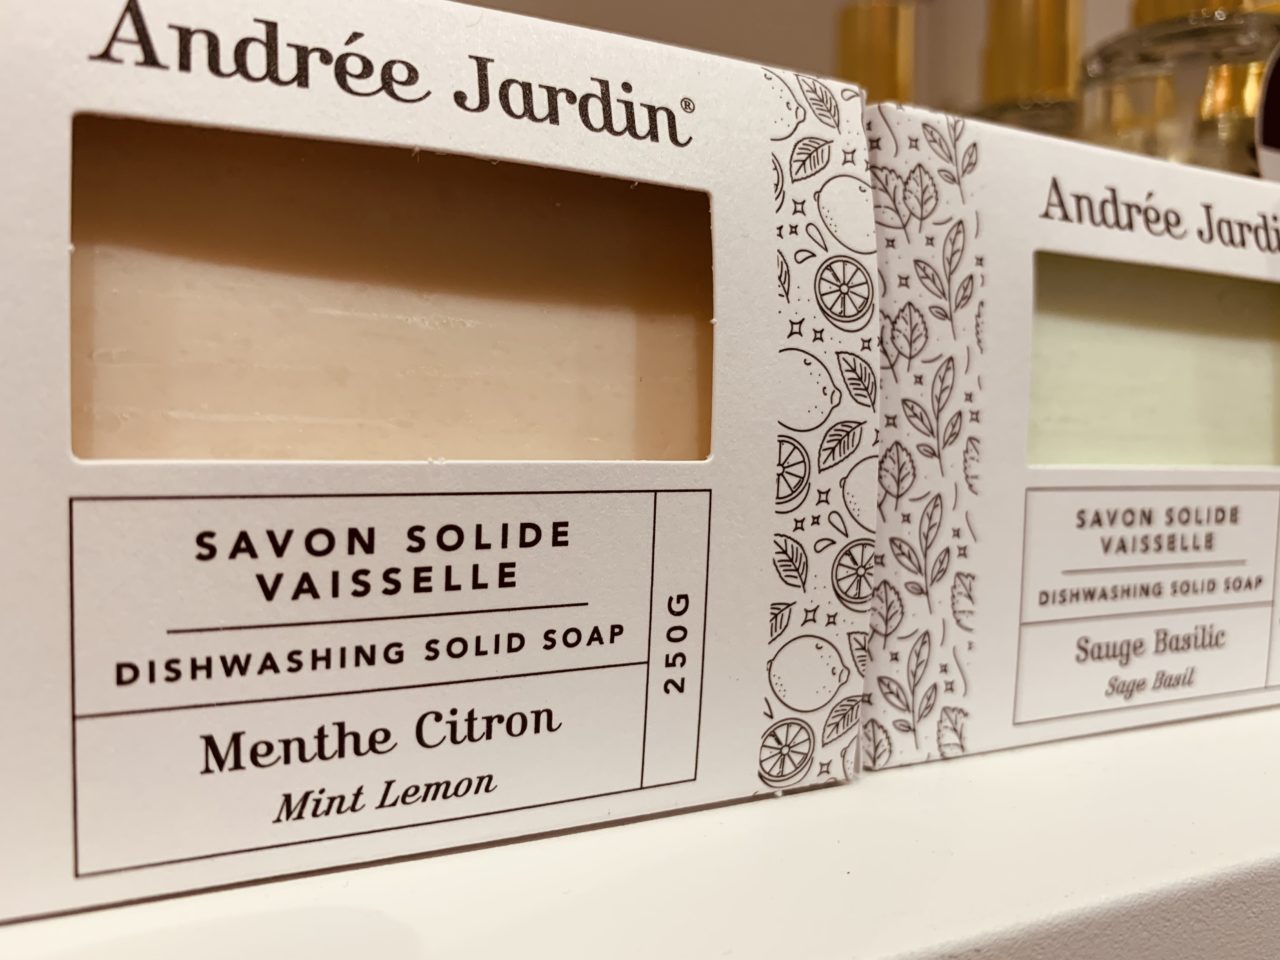 Andrée Jardin®
SAVON SOLIDE
VAISSELLE
DISHWASHING SOLID SOAP
250G
Menthe Citron
Mint Lemon
Andrée Jardi
SAVON SOLIDE
VAISSELLE
DISHWASHING SOLID SOAP
Sauge Basilic
Sage Basil